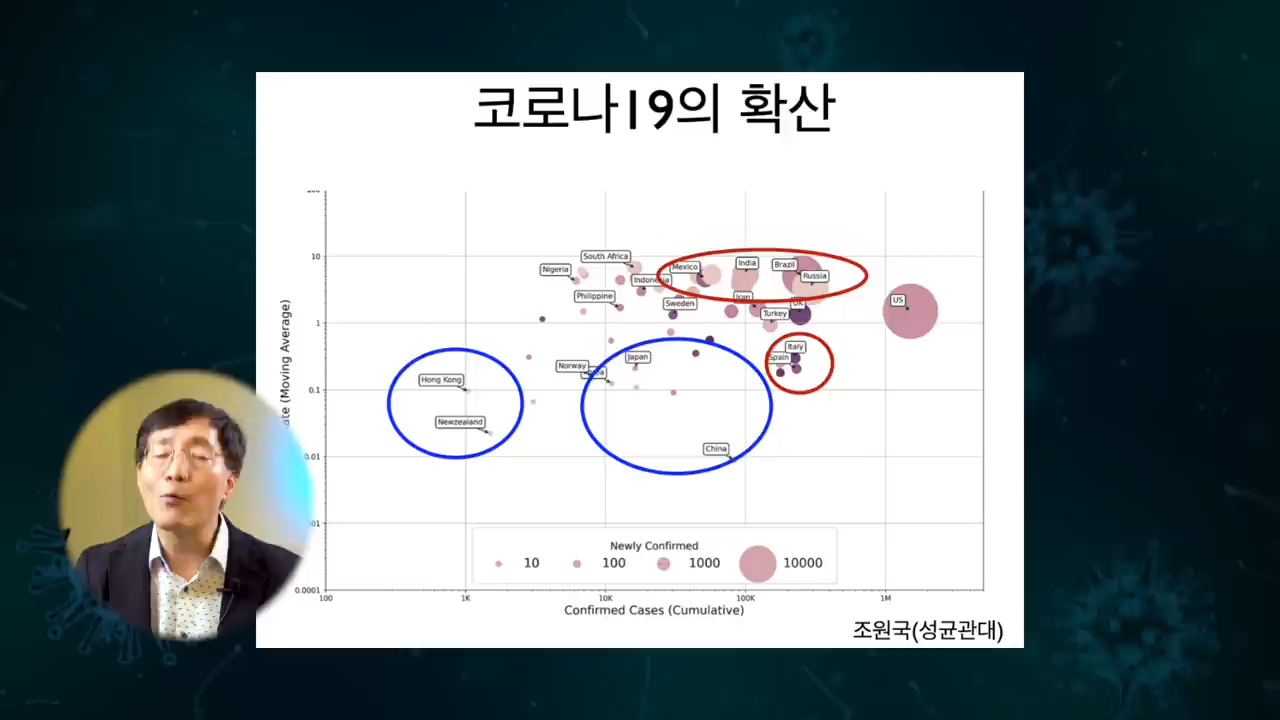 코로나19의 확산
100
10
1
0.1
0.01
0.0001
100
1K
10K
100K
1M
(Moving Average)
Confirmed Cases (Cumulative)
South Africa
Nigeria
Indonesia
Philippine
Mexico
India
Brazil
Russia
Iran
Sweden
Turkey
UK
US
Italy
Spain
Japan
Norway
Hong Kong
Newzealand
China
Newly Confirmed
10
100
1000
10000
조원국(성균관대)